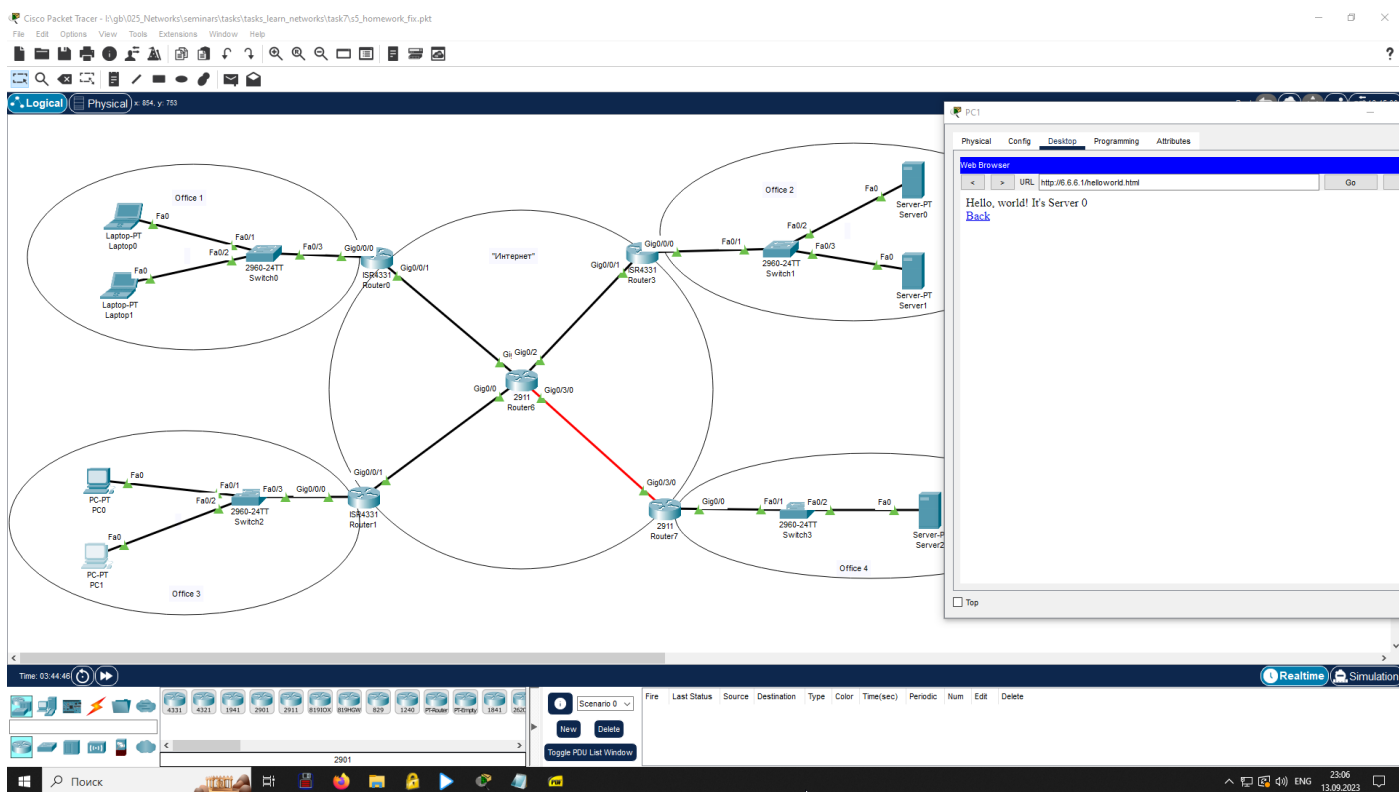 Cisco Packet Tracer - I:\gb\025_Networks\seminars\tasks\tasks_learn_networks\task7\s5_homework_fix.pkt
File Edit Options View Tools Extensions Window Help
?
Logical Physical x: 854, y: 753
PC1
Physical Config Desktop Programming Attributes
Web Browser
< > URL http://6.6.6.1/helloworld.html Go
Hello, world! It's Server 0
Back
Top
Office 1
Fa0
Laptop-PT
Laptop0
Fa0/1
Fa0/2
Fa0/3
Gig0/0/0
2960-24TT
Switch0
Fa0
Laptop-PT
Laptop1
ISR4331
Router0
Gig0/0/1
"Интернет"
Office 2
Fa0
Server-PT
Server0
Gig0/0/0
Fa0/1
Fa0/2
Fa0/3
Gig0/0/1
ISR4331
Router3
2960-24TT
Switch1
Fa0
Server-PT
Server1
Gig0/2
Gig0/0
Gig0/3/0
2911
Router6
Fa0
PC-PT
PC0
Fa0/1
Fa0/2
Fa0/3
Gig0/0/0
Gig0/0/1
2960-24TT
Switch2
ISR4331
Router1
Fa0
PC-PT
PC1
Office 3
Gig0/3/0
Gig0/0
2911
Router7
Fa0/1
Fa0/2
2960-24TT
Switch3
Fa0
Server2
Office 4
Time: 03:44:46
Realtime Simulation
4331 4321 1941 2901 2911 819IOX 819HGW 829 1240 PT-Router PT-Empty 1841
2901
Scenario 0
New Delete
Toggle PDU List Window
Fire Last Status Source Destination Type Color Time(sec) Periodic Num Edit Delete
Поиск
ENG
23:06
13.09.2023